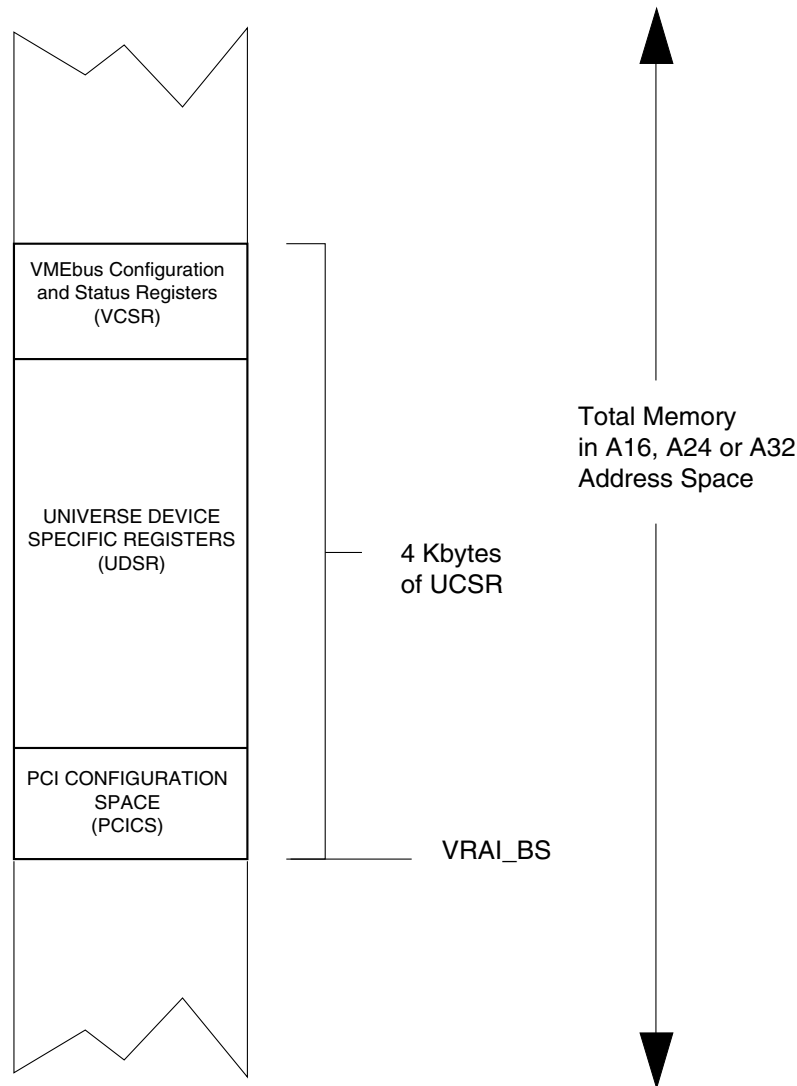 VMEbus Configuration
and Status Registers
(VCSR)
UNIVERSE DEVICE
SPECIFIC REGISTERS
(UDSR)
PCI CONFIGURATION
SPACE
(PCICS)
4 Kbytes
of UCSR
VRAI_BS
Total Memory
in A16, A24 or A32
Address Space